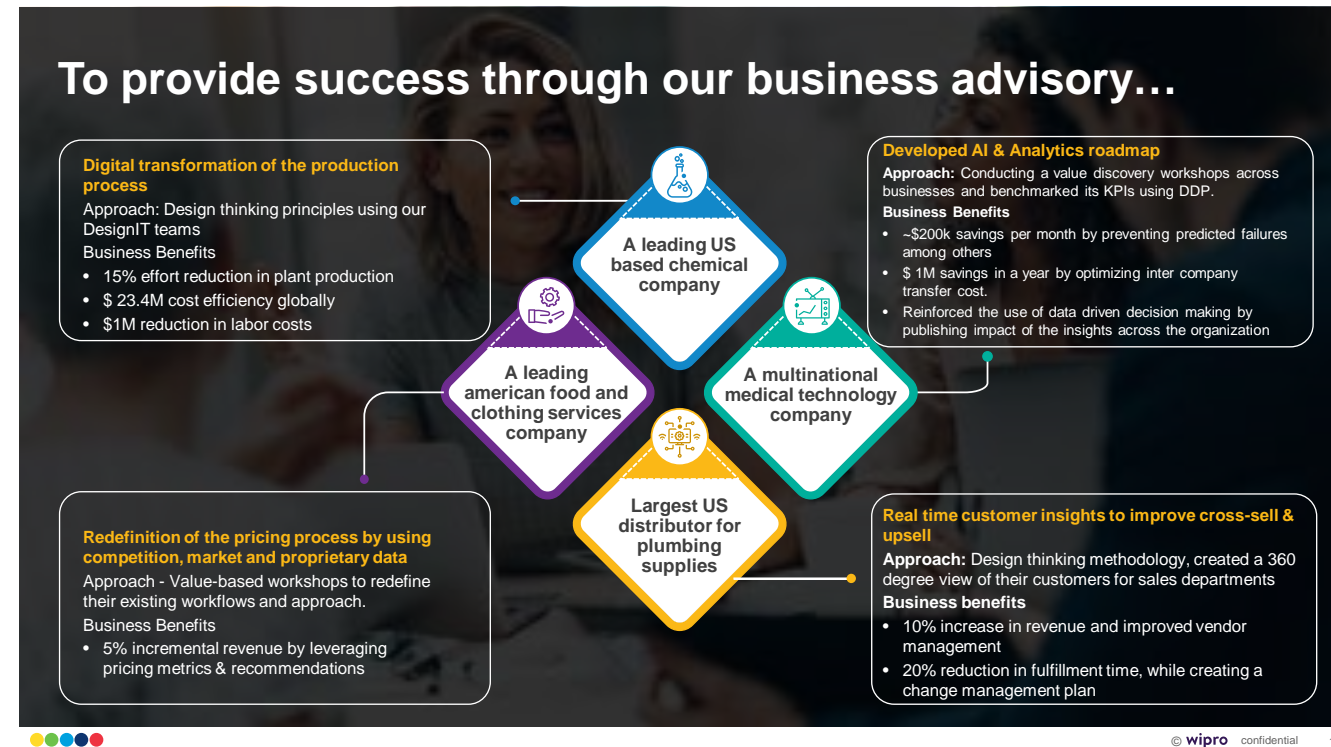 To provide success through our business advisory…
Digital transformation of the production
process
Approach: Design thinking principles using our
DesignIT teams
Business Benefits
• 15% effort reduction in plant production
• $ 23.4M cost efficiency globally
• $1M reduction in labor costs
A leading US
based chemical
company
Developed AI & Analytics roadmap
Approach: Conducting a value discovery workshops across
businesses and benchmarked its KPIs using DDP.
Business Benefits
• ~$200k savings per month by preventing predicted failures
among others
• $ 1M savings in a year by optimizing inter company
transfer cost.
• Reinforced the use of data driven decision making by
publishing impact of the insights across the organization
A leading
american food and
clothing services
company
A multinational
medical technology
company
Redefinition of the pricing process by using
competition, market and proprietary data
Approach - Value-based workshops to redefine
their existing workflows and approach.
Business Benefits
• 5% incremental revenue by leveraging
pricing metrics & recommendations
Largest US
distributor for
plumbing
supplies
Real time customer insights to improve cross-sell &
upsell
Approach: Design thinking methodology, created a 360
degree view of their customers for sales departments
Business benefits
• 10% increase in revenue and improved vendor
management
• 20% reduction in fulfillment time, while creating a
change management plan
© wipro confidential